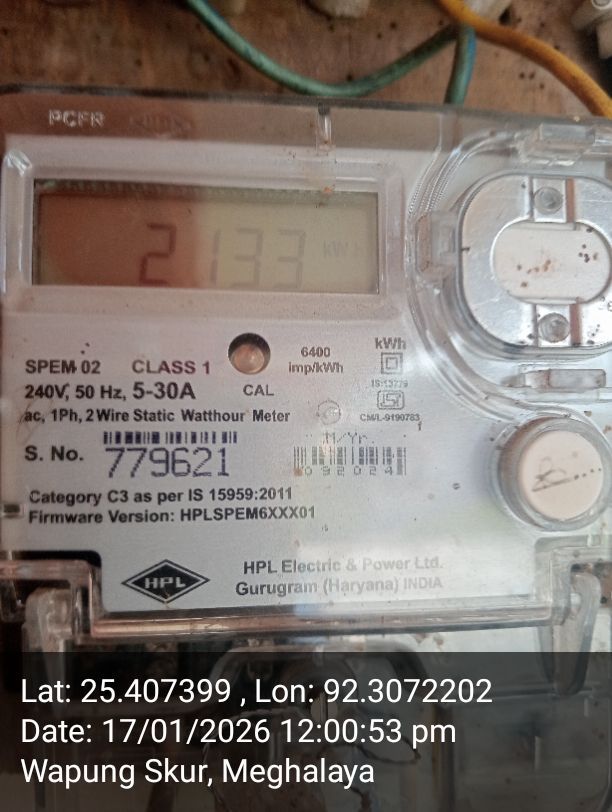 PCFR
2133 kWh
SPEM 02 CLASS 1
6400
imp/kWh
kWh
240V, 50 Hz, 5-30A
CAL
IS:13779
ac, 1Ph, 2 Wire Static Watthour Meter
CM/L-9190783
M/Yr.
S. No. 779621
092024
Category C3 as per IS 15959:2011
Firmware Version: HPLSPEM6XXX01
HPL
HPL Electric & Power Ltd.
Gurugram (Haryana) INDIA
Lat: 25.407399 , Lon: 92.3072202
Date: 17/01/2026 12:00:53 pm
Wapung Skur, Meghalaya